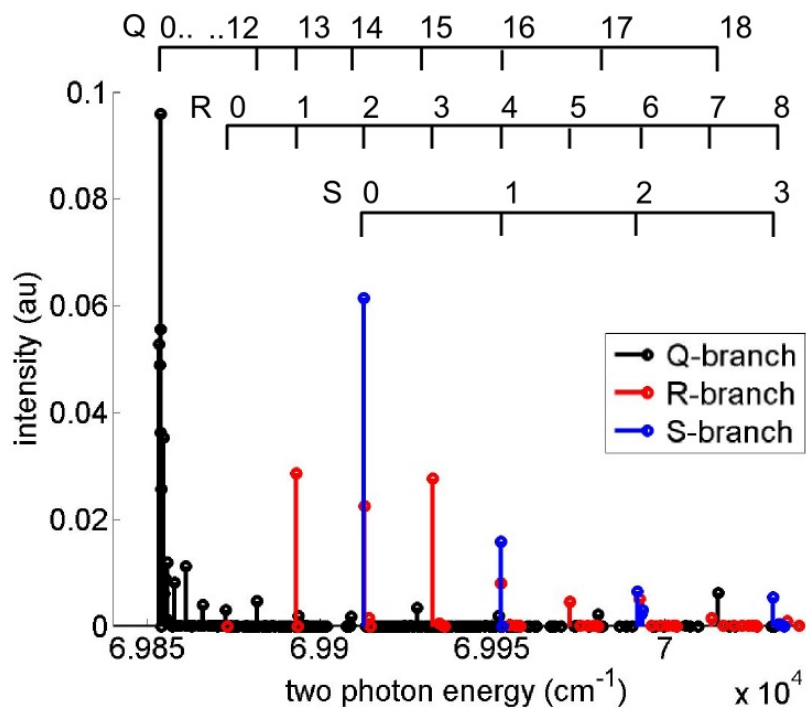 Q 0.. ..12 13 14 15 16 17 18
R 0 1 2 3 4 5 6 7 8
S 0 1 2 3
0.1
0.08
0.06
0.04
0.02
0
intensity (au)
Q-branch
R-branch
S-branch
6.985 6.99 6.995 7
x 10⁴
two photon energy (cm⁻¹)